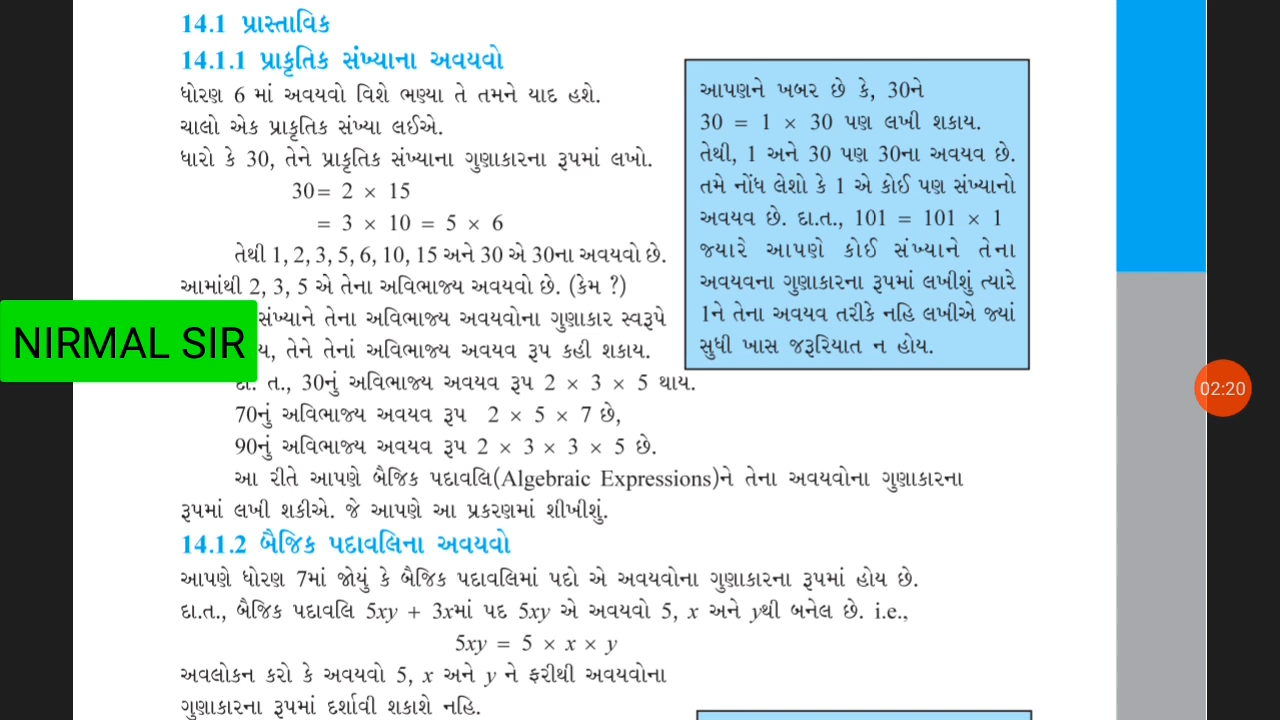 14.1 પ્રાસ્તાવિક
14.1.1 પ્રાકૃતિક સંખ્યાના અવયવો
ધોરણ 6 માં અવયવો વિશે ભણ્યા તે તમને યાદ હશે.
ચાલો એક પ્રાકૃતિક સંખ્યા લઈએ.
ધારો કે 30, તેને પ્રાકૃતિક સંખ્યાના ગુણાકારના રૂપમાં લખો.
30= 2 × 15
= 3 × 10 = 5 × 6
તેથી 1, 2, 3, 5, 6, 10, 15 અને 30 એ 30ના અવયવો છે.
આમાંથી 2, 3, 5 એ તેના અવિભાજ્ય અવયવો છે. (કેમ ?)
સંખ્યાને તેના અવિભાજ્ય અવયવોના ગુણાકાર સ્વરૂપે
તેને તેનાં અવિભાજ્ય અવયવ રૂપ કહી શકાય.
NIRMAL SIR
દા. ત., 30નું અવિભાજ્ય અવયવ રૂપ 2 × 3 × 5 થાય.
70નું અવિભાજ્ય અવયવ રૂપ 2 × 5 × 7 છે,
90નું અવિભાજ્ય અવયવ રૂપ 2 × 3 × 3 × 5 છે.
આપણને ખબર છે કે, 30ને
30 = 1 × 30 પણ લખી શકાય.
તેથી, 1 અને 30 પણ 30ના અવયવ છે.
તમે નોંધ લેશો કે 1 એ કોઈ પણ સંખ્યાનો
અવયવ છે. દા.ત., 101 = 101 × 1
જ્યારે આપણે કોઈ સંખ્યાને તેના
અવયવના ગુણાકારના રૂપમાં લખીશું ત્યારે
1ને તેના અવયવ તરીકે નહિ લખીએ જ્યાં
સુધી ખાસ જરૂરિયાત ન હોય.
02:20
આ રીતે આપણે બૈજિક પદાવલિ(Algebraic Expressions)ને તેના અવયવોના ગુણાકારના
રૂપમાં લખી શકીએ. જે આપણે આ પ્રકરણમાં શીખીશું.
14.1.2 બૈજિક પદાવલિના અવયવો
આપણે ધોરણ 7માં જોયું કે બૈજિક પદાવલિમાં પદો એ અવયવોના ગુણાકારના રૂપમાં હોય છે.
દા.ત., બૈજિક પદાવલિ 5xy + 3xમાં પદ 5xy એ અવયવો 5, x અને yથી બનેલ છે. i.e.,
5xy = 5 × x × y
અવલોકન કરો કે અવયવો 5, x અને y ને ફરીથી અવયવોના
ગુણાકારના રૂપમાં દર્શાવી શકાશે નહિ.